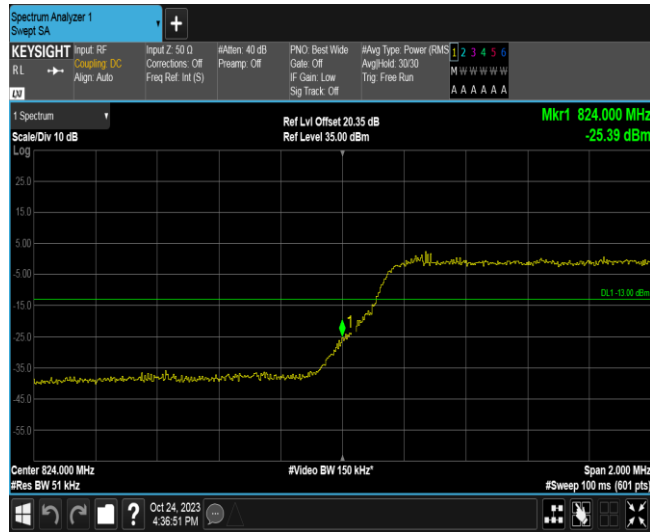 Spectrum Analyzer 1
Swept SA
+
KEYSIGHT
RL
LXI
Input: RF
Coupling: DC
Align: Auto
Input Z: 50 Ω
Corrections: Off
Freq Ref: Int (S)
#Atten: 40 dB
Preamp: Off
PNO: Best Wide
Gate: Off
IF Gain: Low
Sig Track: Off
#Avg Type: Power (RMS
Avg|Hold: 30/30
Trig: Free Run
1 2 3 4 5 6
M W W W W W
A A A A A A
1 Spectrum
Scale/Div 10 dB
Log
Ref Lvl Offset 20.35 dB
Ref Level 35.00 dBm
Mkr1 824.000 MHz
-25.39 dBm
25.0
15.0
5.00
-5.00
-15.0
-25.0
-35.0
-45.0
-55.0
DL1 -13.00 dBm
1
Center 824.000 MHz
#Res BW 51 kHz
#Video BW 150 kHz*
Span 2.000 MHz
#Sweep 100 ms (601 pts)
?
Oct 24, 2023
4:36:51 PM